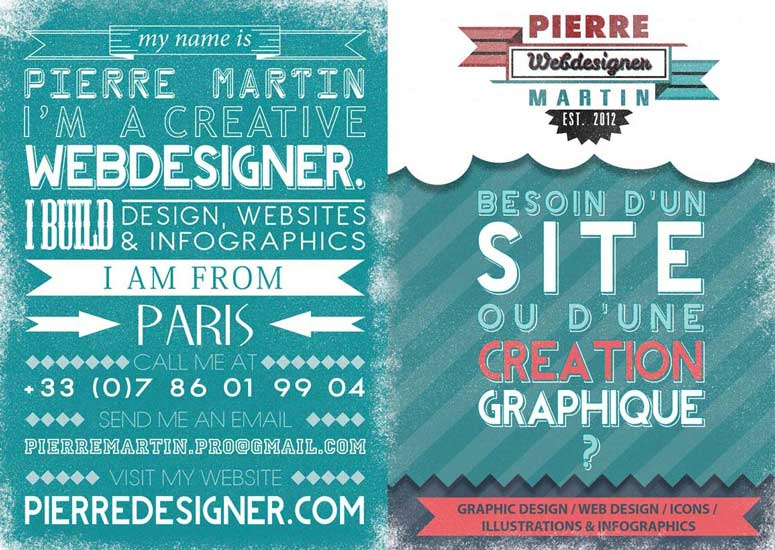 my name is
PIERRE MARTIN
I'M A CREATIVE
WEBDESIGNER.
I BUILD DESIGN, WEBSITES
& INFOGRAPHICS
I AM FROM
PARIS
CALL ME AT
+33 (0)7 86 01 99 04
SEND ME AN EMAIL
PIERREMARTIN.PRO@GMAIL.COM
VISIT MY WEBSITE
PIERREDESIGNER.COM
PIERRE
Webdesigner
MARTIN
EST. 2012
BESOIN D'UN
SITE
OU D'UNE
CREATION
GRAPHIQUE
?
GRAPHIC DESIGN / WEB DESIGN / ICONS /
ILLUSTRATIONS & INFOGRAPHICS